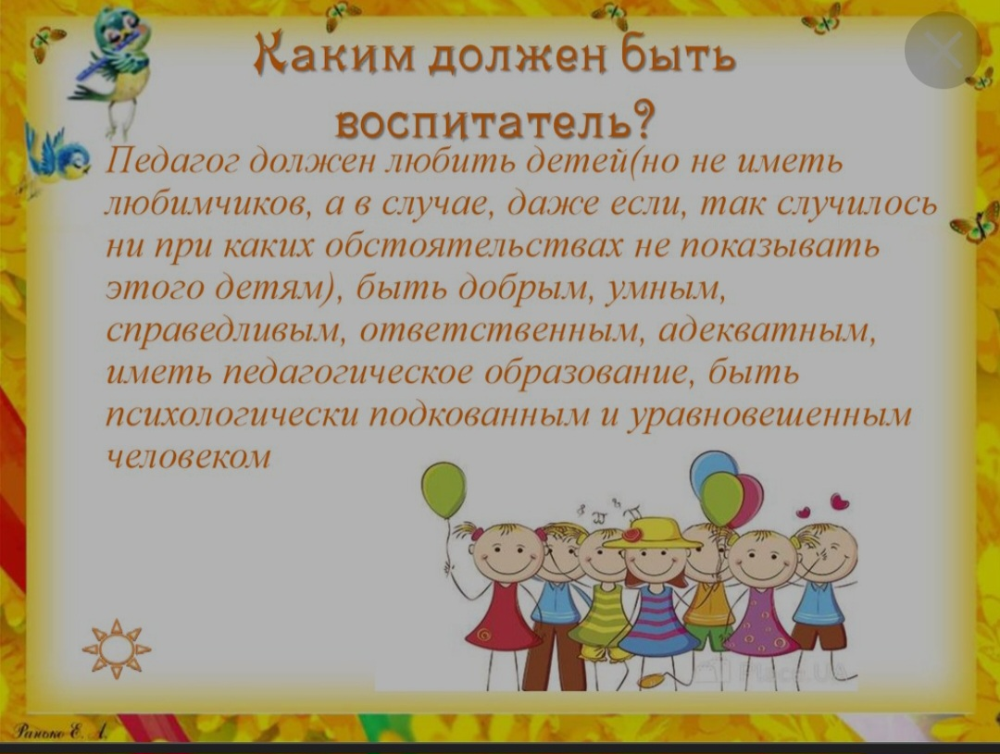 Каким должен быть
воспитатель?
Педагог должен любить детей(но не иметь
любимчиков, а в случае, даже если, так случилось
ни при каких обстоятельствах не показывать
этого детям), быть добрым, умным,
справедливым, ответственным, адекватным,
иметь педагогическое образование, быть
психологически подкованным и уравновешенным
человеком
Ранько Е. А.